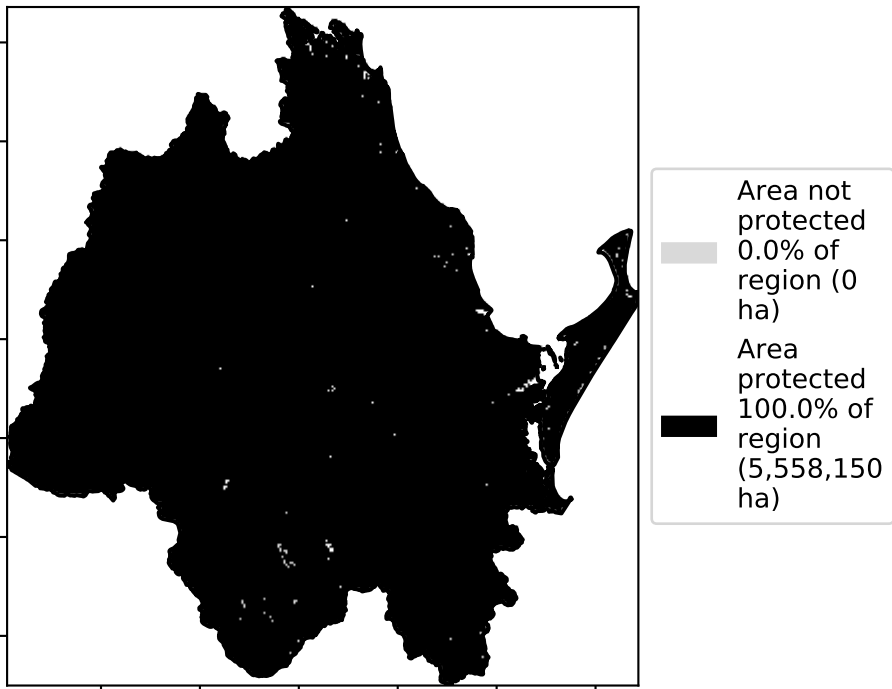 Area not
protected
0.0% of
region (0
ha)
Area
protected
100.0% of
region
(5,558,150
ha)